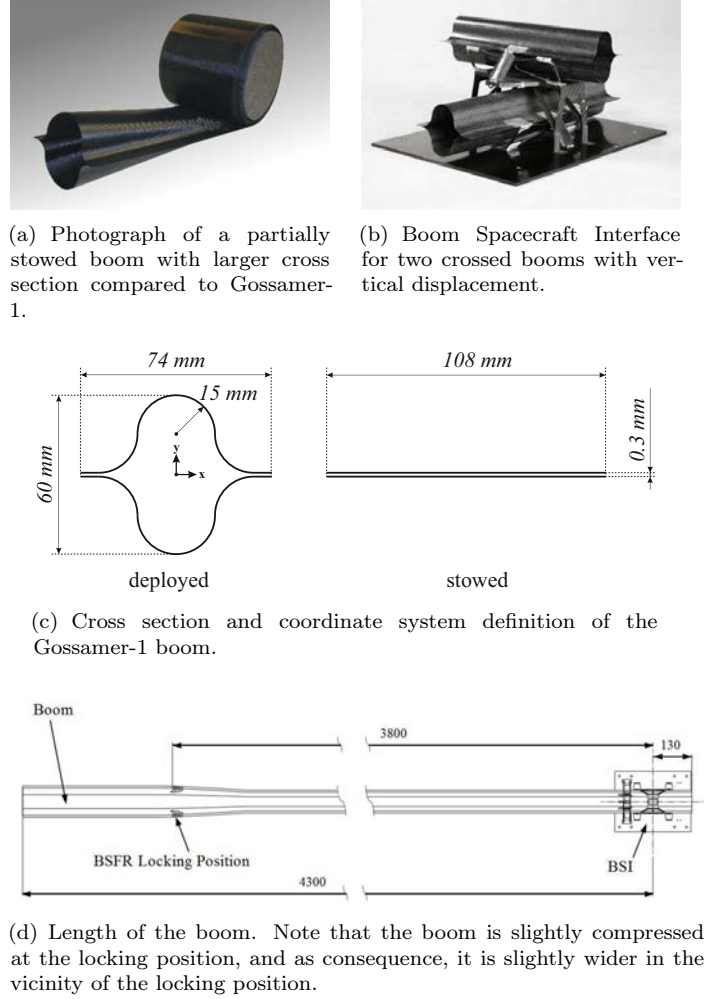 (a) Photograph of a partially
stowed boom with larger cross
section compared to Gossamer-
1.
(b) Boom Spacecraft Interface
for two crossed booms with ver-
tical displacement.
74 mm
108 mm
15 mm
60 mm
y
x
0.3 mm
deployed
stowed
(c) Cross section and coordinate system definition of the
Gossamer-1 boom.
Boom
3800
130
BSFR Locking Position
BSI
4300
(d) Length of the boom. Note that the boom is slightly compressed
at the locking position, and as consequence, it is slightly wider in the
vicinity of the locking position.